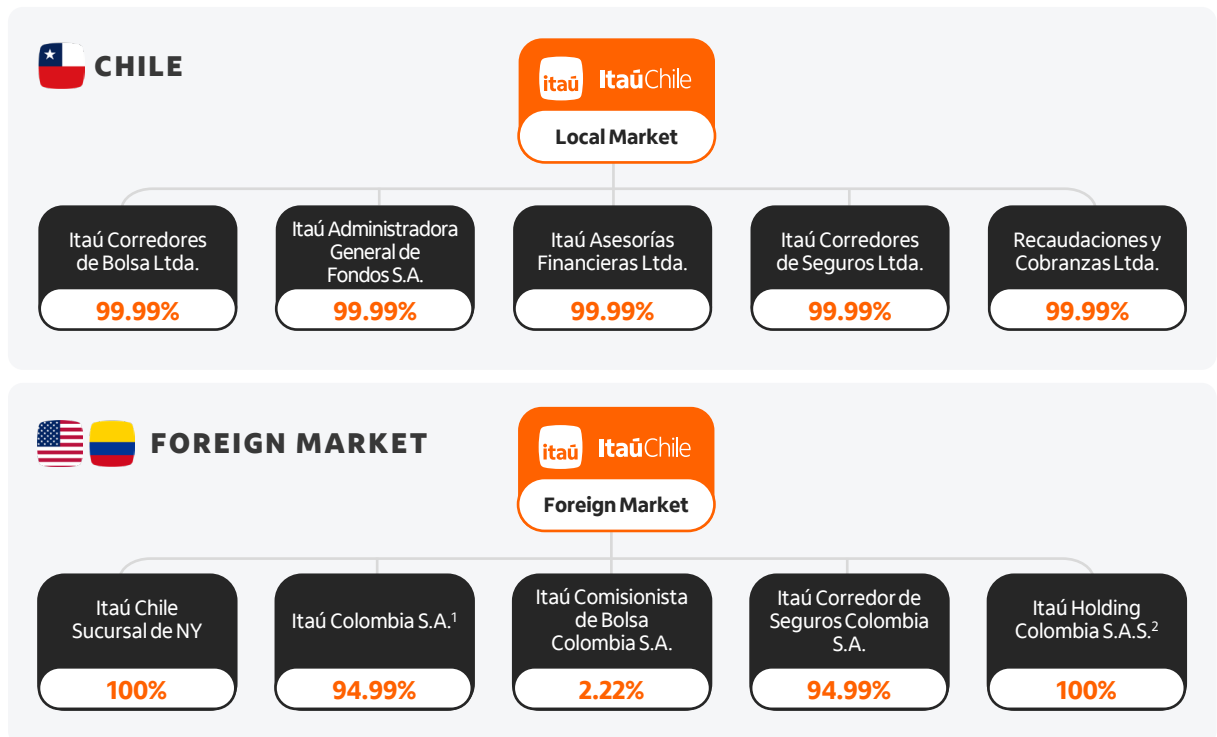 CHILE
itaú ItaúChile
Local Market
Itaú Corredores
de Bolsa Ltda.
99.99%
Itaú Administradora
General de
Fondos S.A.
99.99%
Itaú Asesorías
Financieras Ltda.
99.99%
Itaú Corredores
de Seguros Ltda.
99.99%
Recaudaciones y
Cobranzas Ltda.
99.99%
FOREIGN MARKET
itaú ItaúChile
Foreign Market
Itaú Chile
Sucursal de NY
100%
Itaú Colombia S.A.¹
94.99%
Itaú Comisionista
de Bolsa
Colombia S.A.
2.22%
Itaú Corredor de
Seguros Colombia
S.A.
94.99%
Itaú Holding
Colombia S.A.S.²
100%